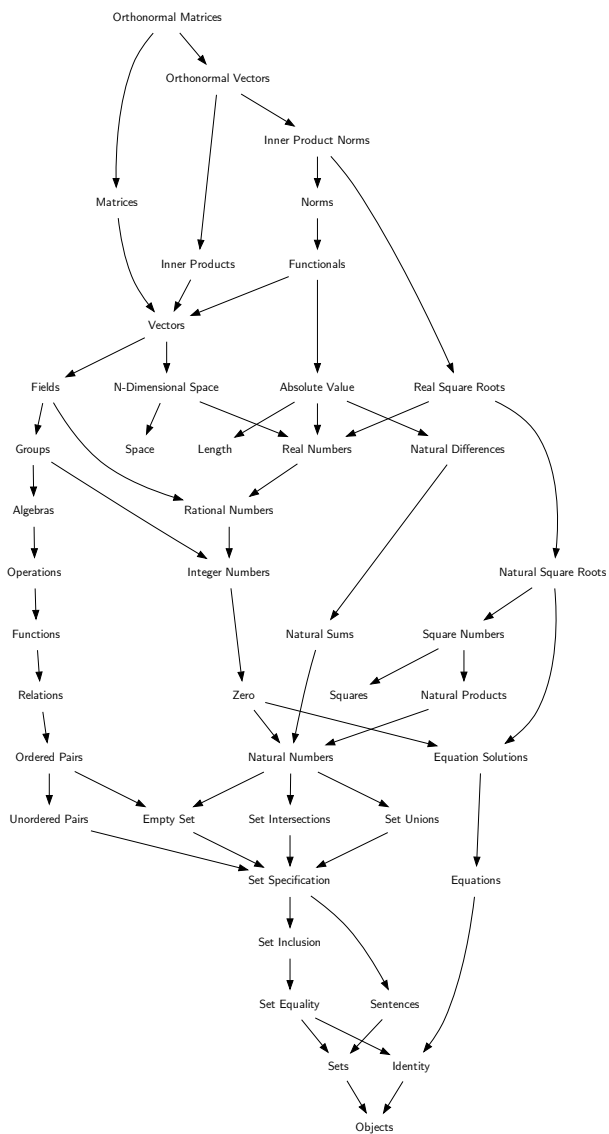 Orthonormal Matrices
Orthonormal Vectors
Inner Product Norms
Matrices
Norms
Inner Products
Functionals
Vectors
Fields
N-Dimensional Space
Absolute Value
Real Square Roots
Groups
Space
Length
Real Numbers
Natural Differences
Algebras
Rational Numbers
Operations
Integer Numbers
Natural Square Roots
Functions
Natural Sums
Square Numbers
Relations
Zero
Squares
Natural Products
Ordered Pairs
Natural Numbers
Equation Solutions
Unordered Pairs
Empty Set
Set Intersections
Set Unions
Set Specification
Equations
Set Inclusion
Set Equality
Sentences
Sets
Identity
Objects